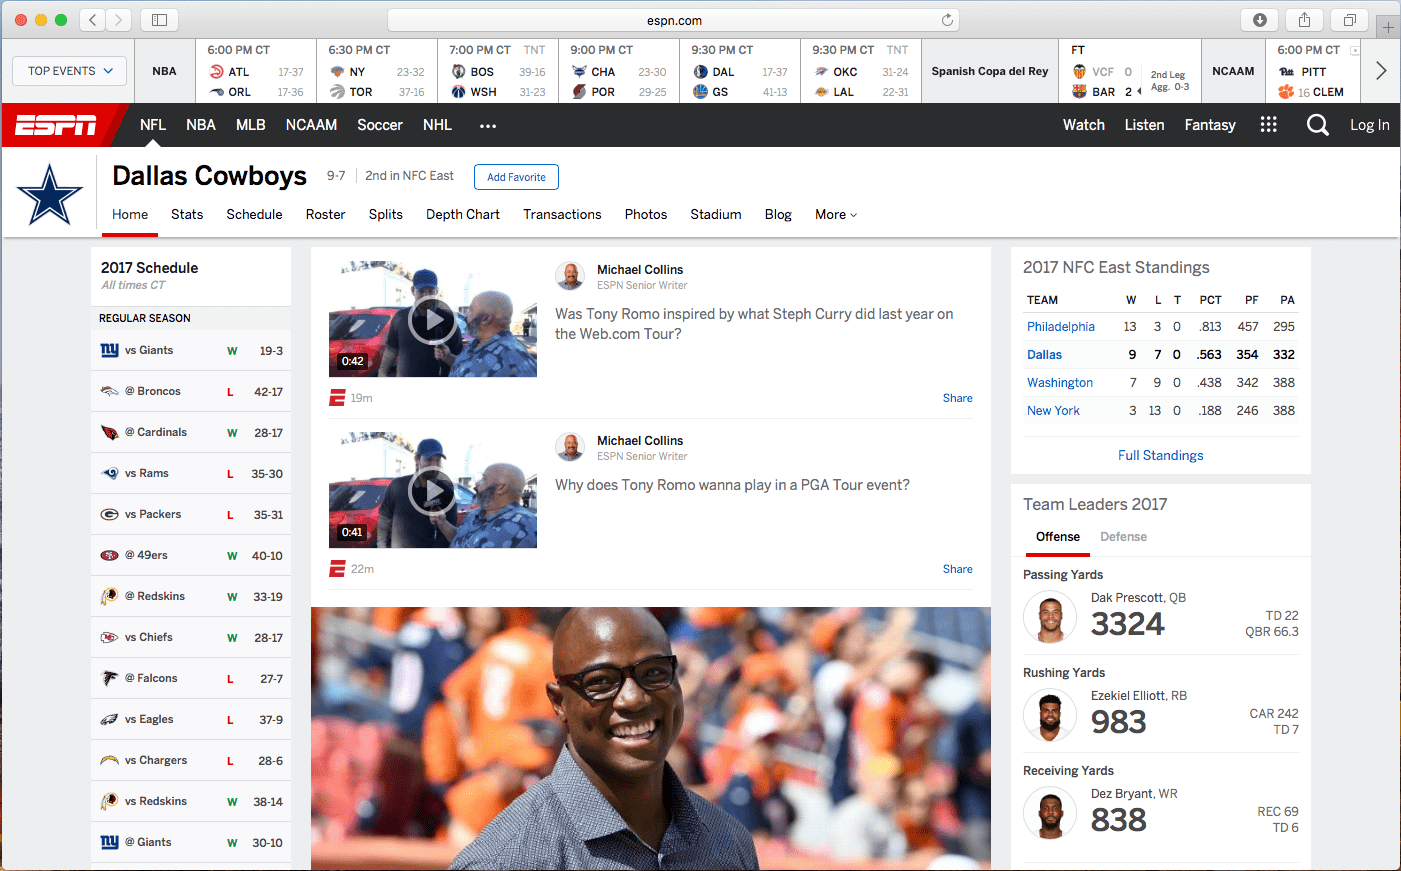 espn.com
TOP EVENTS
NBA
6:00 PM CT
ATL 17-37
ORL 17-36
6:30 PM CT
NY 23-32
TOR 37-16
7:00 PM CT TNT
BOS 39-16
WSH 31-23
9:00 PM CT
CHA 23-30
POR 29-25
9:30 PM CT
DAL 17-37
GS 41-13
9:30 PM CT TNT
OKC 31-24
LAL 22-31
Spanish Copa del Rey
FT
VCF 0
BAR 2
2nd Leg
Agg. 0-3
NCAAM
6:00 PM CT
PITT
16 CLEM
ESPN NFL NBA MLB NCAAM Soccer NHL Watch Listen Fantasy Log In
Dallas Cowboys 9-7 2nd in NFC East Add Favorite
Home Stats Schedule Roster Splits Depth Chart Transactions Photos Stadium Blog More
2017 Schedule
All times CT
REGULAR SEASON
ny vs Giants W 19-3
@ Broncos L 42-17
@ Cardinals W 28-17
vs Rams L 35-30
vs Packers L 35-31
@ 49ers W 40-10
@ Redskins W 33-19
vs Chiefs W 28-17
@ Falcons L 27-7
vs Eagles L 37-9
vs Chargers L 28-6
vs Redskins W 38-14
ny @ Giants W 30-10
0:42
Michael Collins
ESPN Senior Writer
Was Tony Romo inspired by what Steph Curry did last year on
the Web.com Tour?
19m Share
0:41
Michael Collins
ESPN Senior Writer
Why does Tony Romo wanna play in a PGA Tour event?
22m Share
2017 NFC East Standings
TEAM W L T PCT PF PA
Philadelphia 13 3 0 .813 457 295
Dallas 9 7 0 .563 354 332
Washington 7 9 0 .438 342 388
New York 3 13 0 .188 246 388
Full Standings
Team Leaders 2017
Offense Defense
Passing Yards
Dak Prescott, QB
3324
TD 22
QBR 66.3
Rushing Yards
Ezekiel Elliott, RB
983
CAR 242
TD 7
Receiving Yards
Dez Bryant, WR
838
REC 69
TD 6